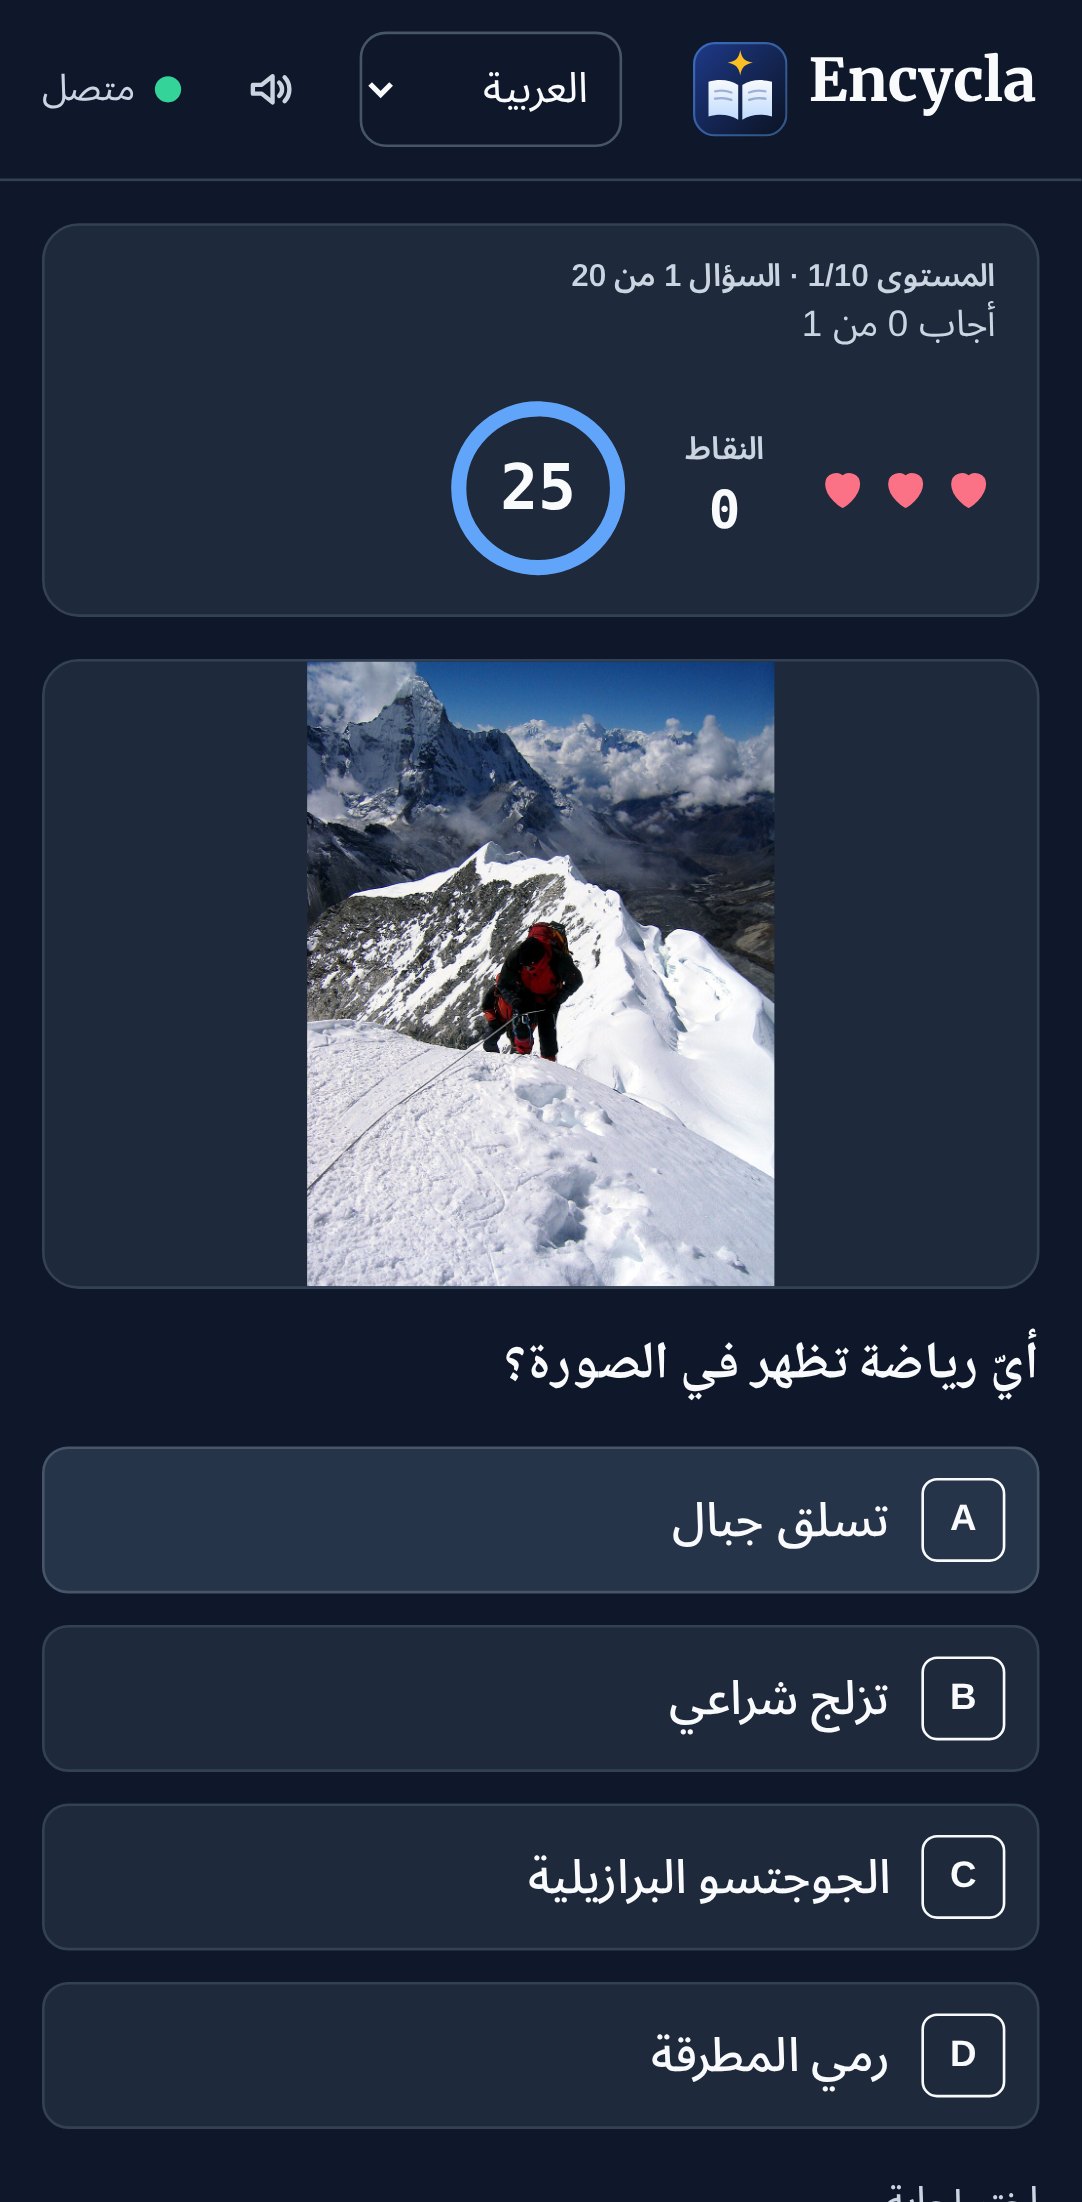 Encycla
العربية
متصل
المستوى 1/10 · السؤال 1 من 20
أجاب 0 من 1
النقاط
0
25
أيّ رياضة تظهر في الصورة؟
A تسلق جبال
B تزلج شراعي
C الجوجتسو البرازيلية
D رمي المطرقة